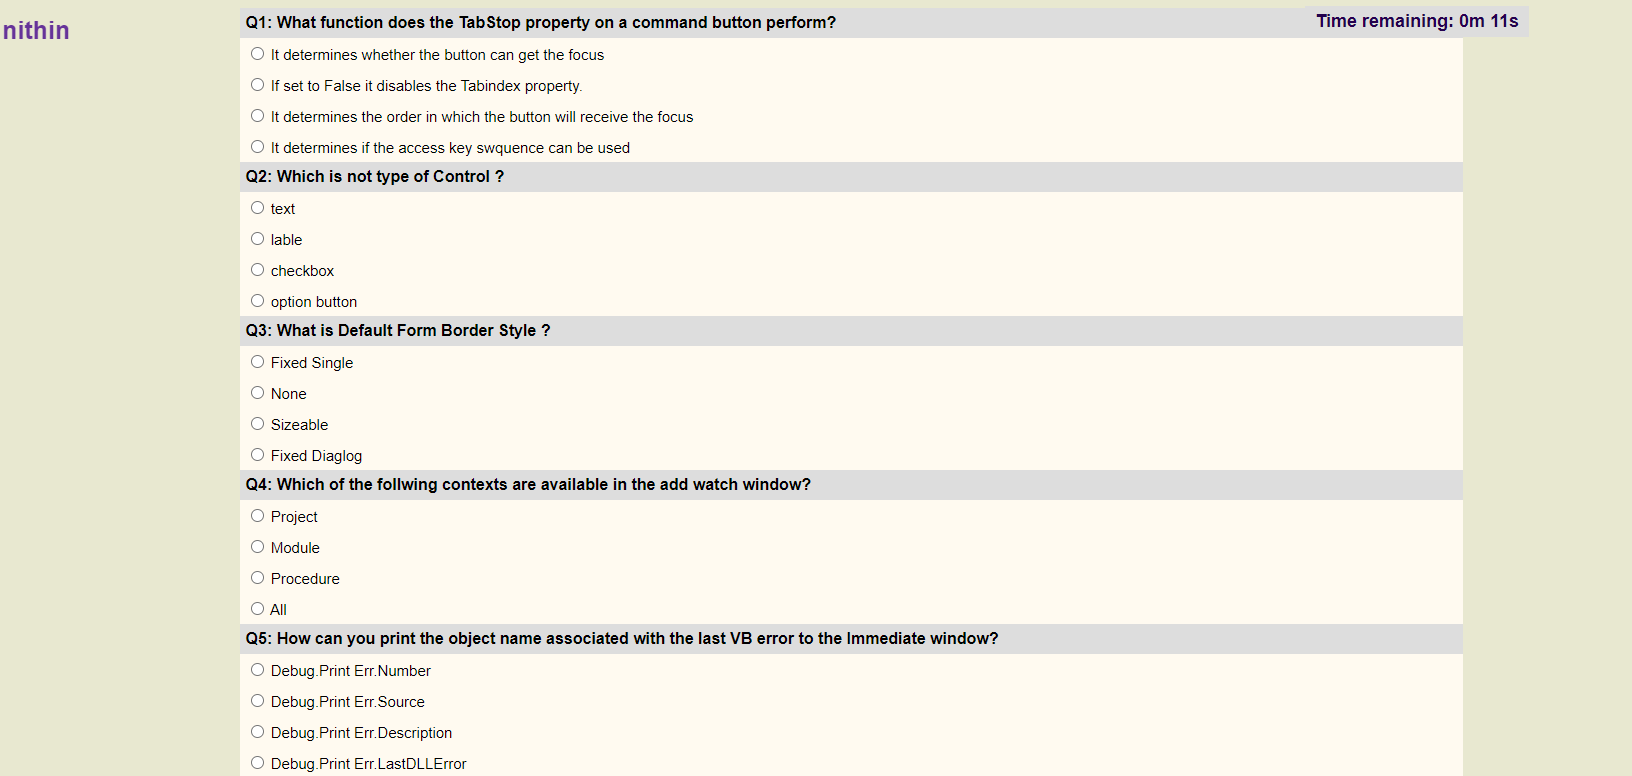 nithin
Time remaining: 0m 11s
Q1: What function does the TabStop property on a command button perform?
It determines whether the button can get the focus
If set to False it disables the Tabindex property.
It determines the order in which the button will receive the focus
It determines if the access key swquence can be used
Q2: Which is not type of Control ?
text
lable
checkbox
option button
Q3: What is Default Form Border Style ?
Fixed Single
None
Sizeable
Fixed Diaglog
Q4: Which of the follwing contexts are available in the add watch window?
Project
Module
Procedure
All
Q5: How can you print the object name associated with the last VB error to the Immediate window?
Debug.Print Err.Number
Debug.Print Err.Source
Debug.Print Err.Description
Debug.Print Err.LastDLLError